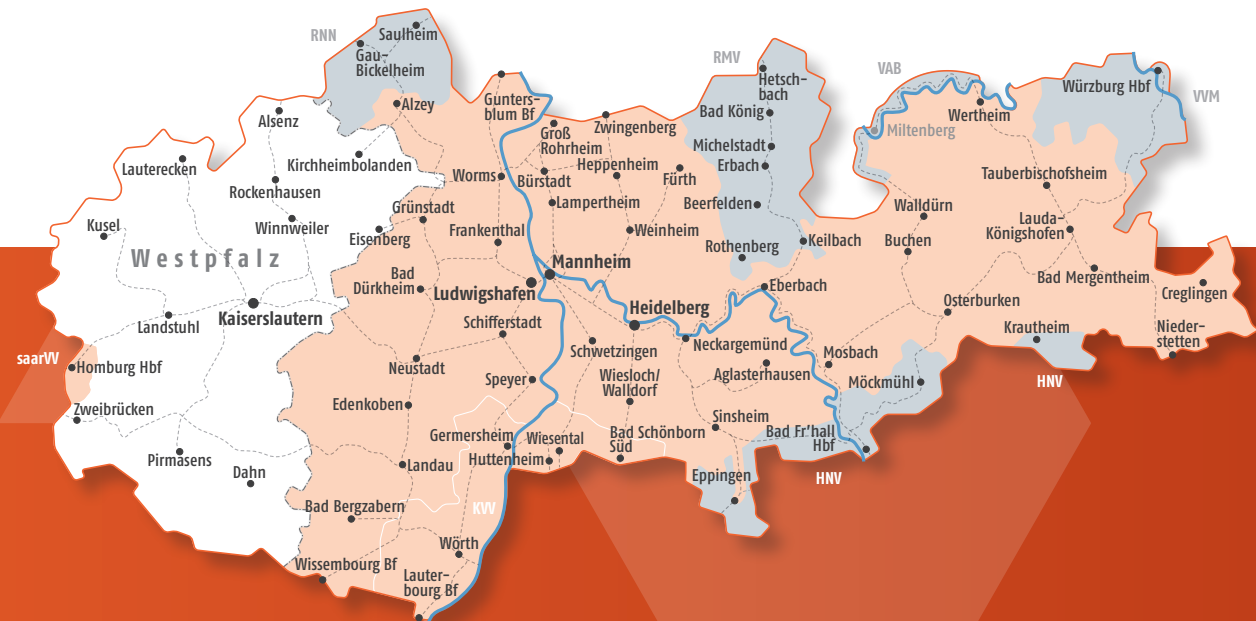 RNN
Saulheim
Gau-
Bickelheim
Alzey
Alsenz
Kirchheimbolanden
Lauterecken
Rockenhausen
Kusel
Winnweiler
Westpfalz
Eisenberg
Grünstadt
Landstuhl
Kaiserslautern
saarVV
Homburg Hbf
Zweibrücken
Pirmasens
Dahn
Gunters-
blum Bf
Groß
Rohrheim
Zwingenberg
Worms
Bürstadt
Heppenheim
Fürth
Lampertheim
Frankenthal
Weinheim
Bad
Dürkheim
Ludwigshafen
Mannheim
Heidelberg
Schifferstadt
Schwetzingen
Neckargemünd
Neustadt
Speyer
Wiesloch/
Walldorf
Aglasterhausen
Edenkoben
Germersheim
Wiesental
Huttenheim
Bad Schönborn
Süd
Sinsheim
Bad Fr'hall
Hbf
Landau
Eppingen
HNV
Bad Bergzabern
KVV
Wörth
Wissembourg Bf
Lauter-
bourg Bf
RMV
Hetsch-
bach
Bad König
Michelstadt
Erbach
Beerfelden
Rothenberg
Keilbach
Eberbach
Mosbach
Möckmühl
VAB
Miltenberg
Wertheim
Würzburg Hbf
VVM
Tauberbischofsheim
Walldürn
Lauda-
Königshofen
Buchen
Bad Mergentheim
Creglingen
Osterburken
Krautheim
Nieder-
stetten
HNV